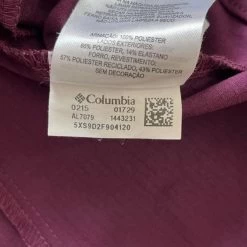 ARMAÇÃO: 100% POLIÉSTER
LADOS EXTERIORES:
86% POLIÉSTER, 14% ELASTANO
FORRO, REVESTIMENTO:
57% POLIÉSTER RECICLADO, 43% POLIÉSTER
SEM DECORAÇÃO
Columbia
0215 01729
AL7079 1443231
5XS9D2F904120